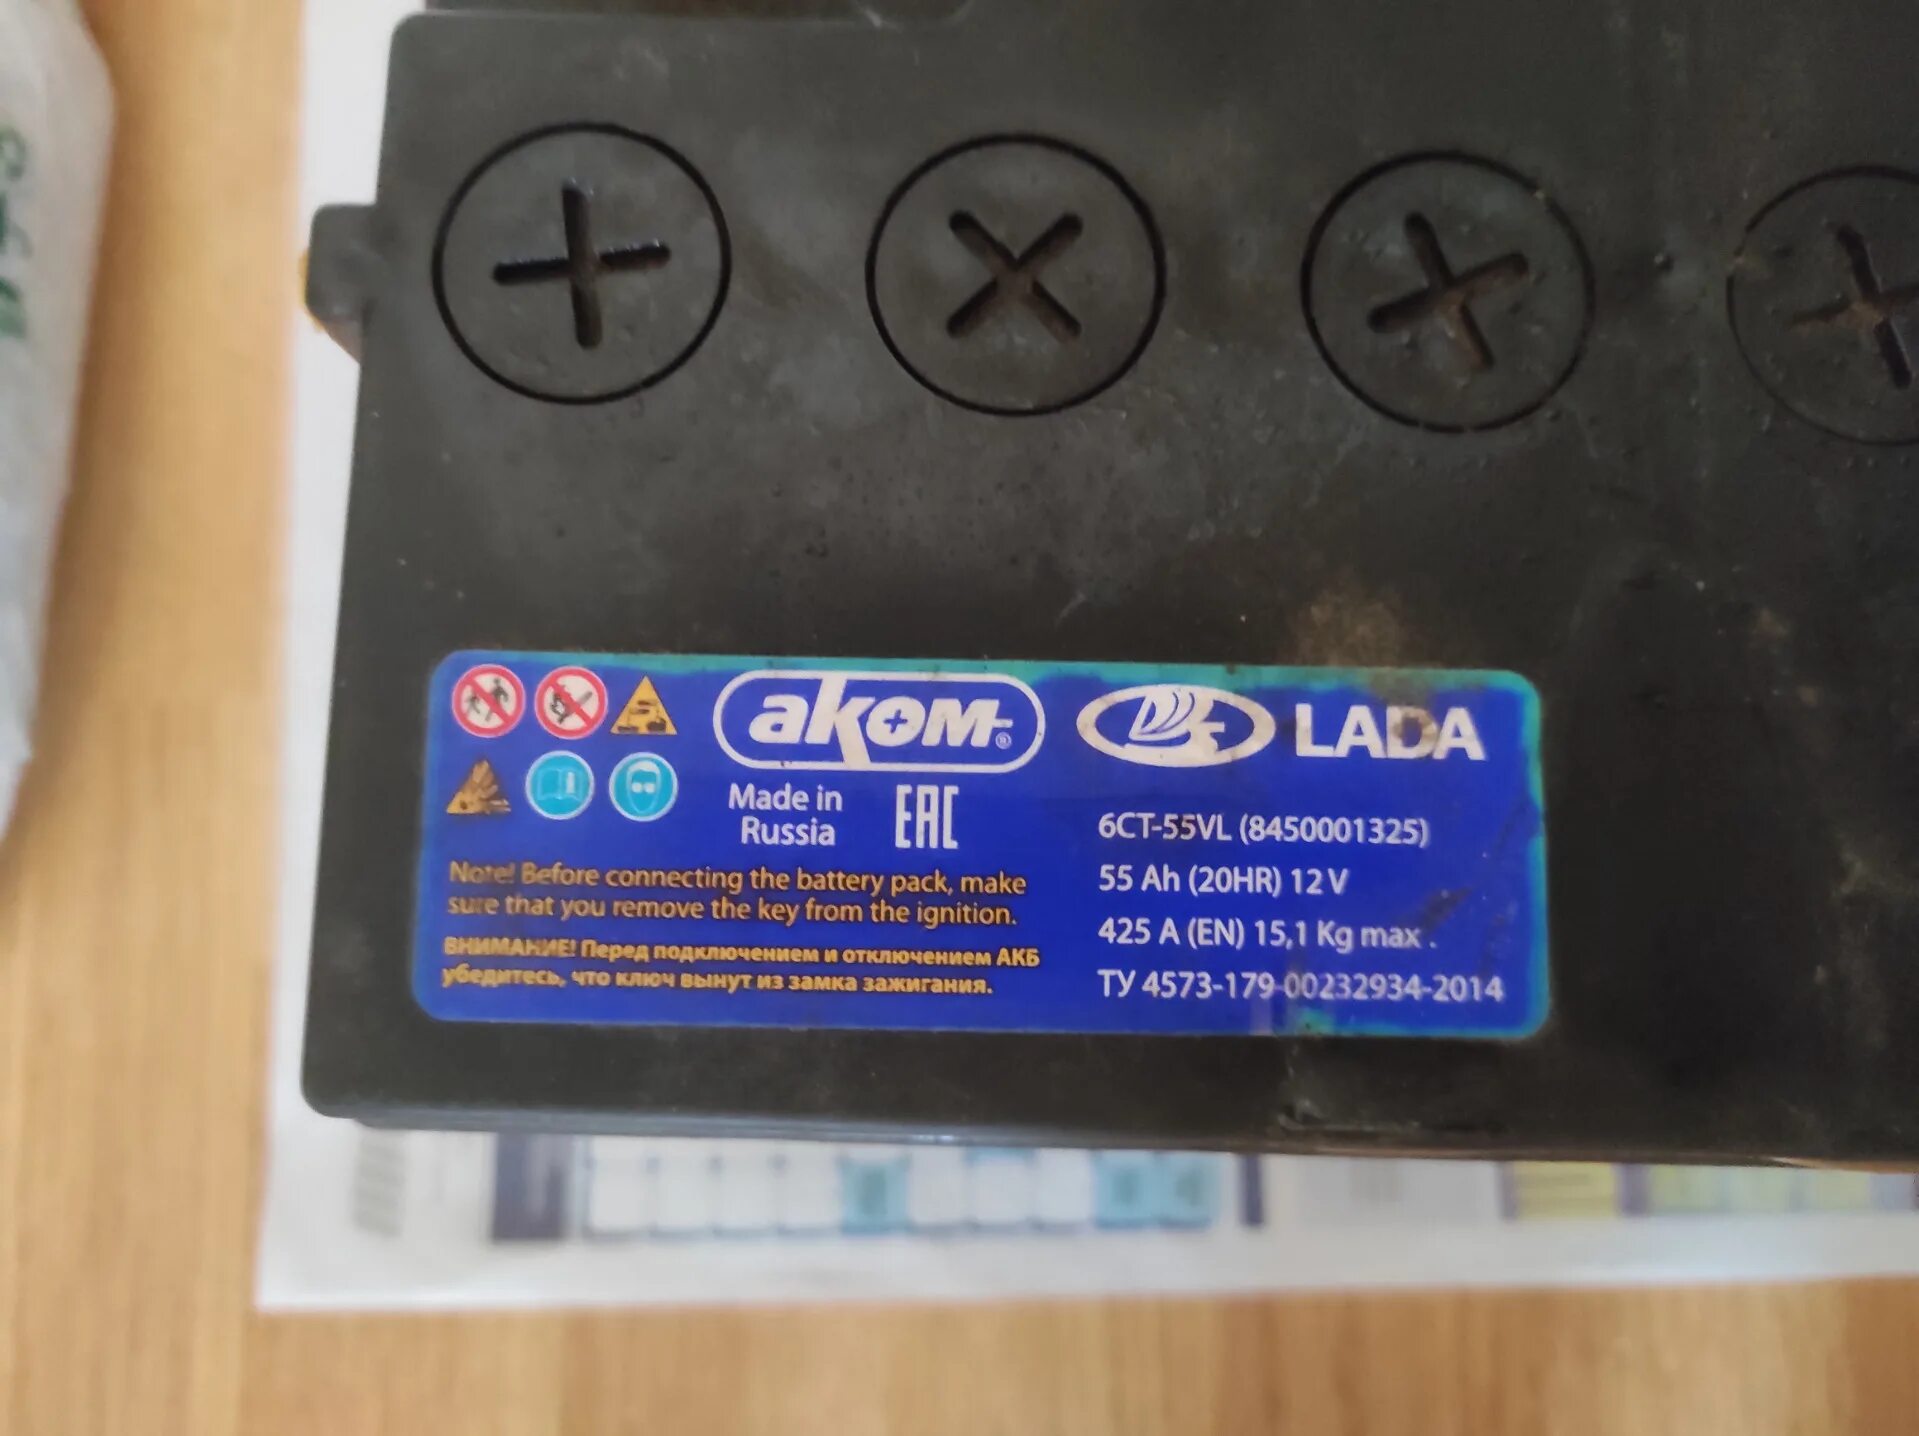 aком ®
LADA
Made in
Russia
EAC
6СТ-55VL (8450001325)
55 Ah (20HR) 12 V
425 A (EN) 15,1 Kg max .
ТУ 4573-179-00232934-2014
Note! Before connecting the battery pack, make
sure that you remove the key from the ignition.
ВНИМАНИЕ! Перед подключением и отключением АКБ
убедитесь, что ключ вынут из замка зажигания.